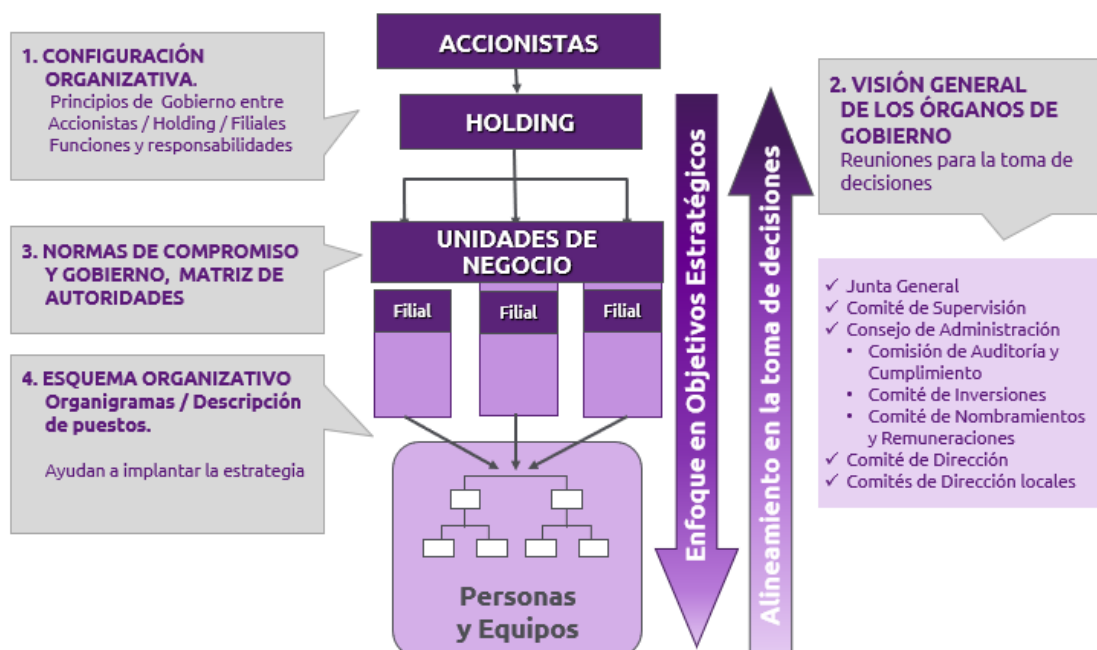 1. CONFIGURACIÓN
ORGANIZATIVA.
Principios de Gobierno entre
Accionistas / Holding / Filiales
Funciones y responsabilidades
ACCIONISTAS
HOLDING
UNIDADES DE
NEGOCIO
Filial
Filial
Filial
3. NORMAS DE COMPROMISO
Y GOBIERNO, MATRIZ DE
AUTORIDADES
4. ESQUEMA ORGANIZATIVO
Organigramas / Descripción
de puestos.
Ayudan a implantar la estrategia
Personas
y Equipos
Enfoque en Objetivos Estratégicos
Alineamiento en la toma de decisiones
2. VISIÓN GENERAL
DE LOS ÓRGANOS DE
GOBIERNO
Reuniones para la toma de
decisiones
✓ Junta General
✓ Comité de Supervisión
✓ Consejo de Administración
• Comisión de Auditoría y
Cumplimiento
• Comité de Inversiones
• Comité de Nombramientos
y Remuneraciones
✓ Comité de Dirección
✓ Comités de Dirección locales